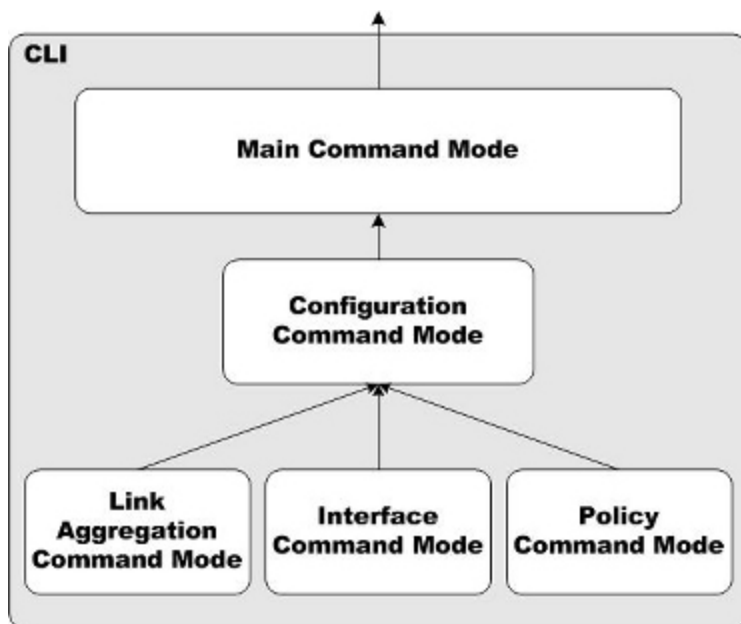 CLI
Main Command Mode
Configuration
Command Mode
Link
Aggregation
Command Mode
Interface
Command Mode
Policy
Command Mode